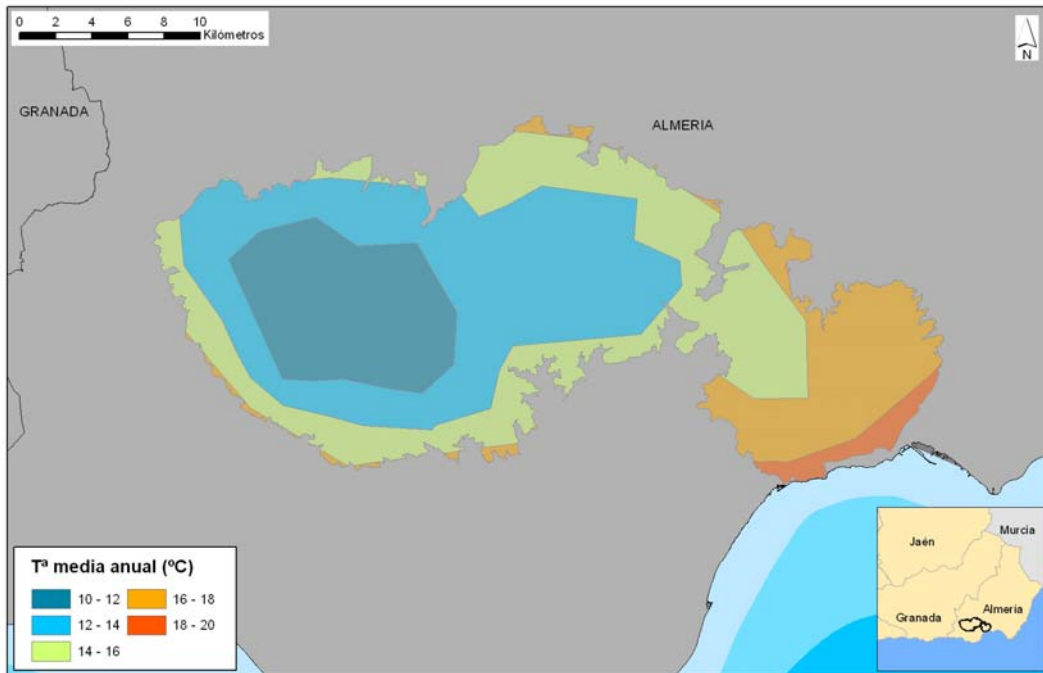 0 2 4 6 8 10
Kilómetros
N
GRANADA
ALMERIA
Tª media anual (ºC)
10 - 12
16 - 18
12 - 14
18 - 20
14 - 16
Jaén
Murcia
Granada
Almería